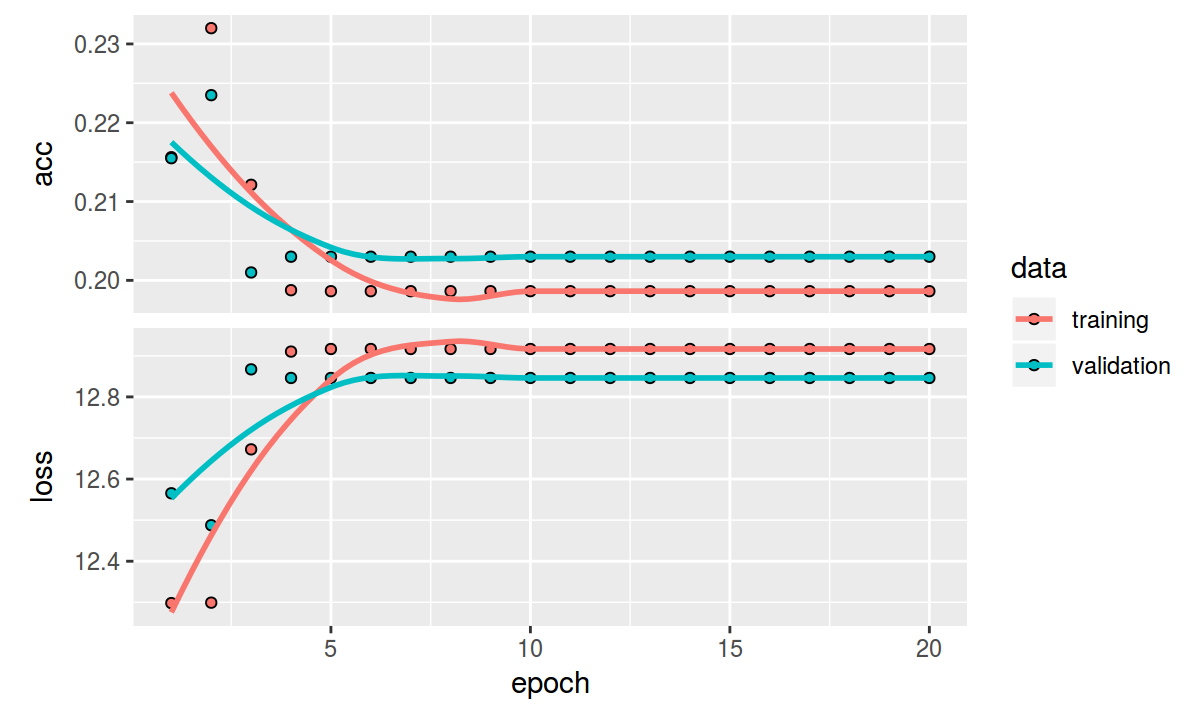 acc
0.23
0.22
0.21
0.20
loss
12.8
12.6
12.4
5 10 15 20
epoch
data
training
validation